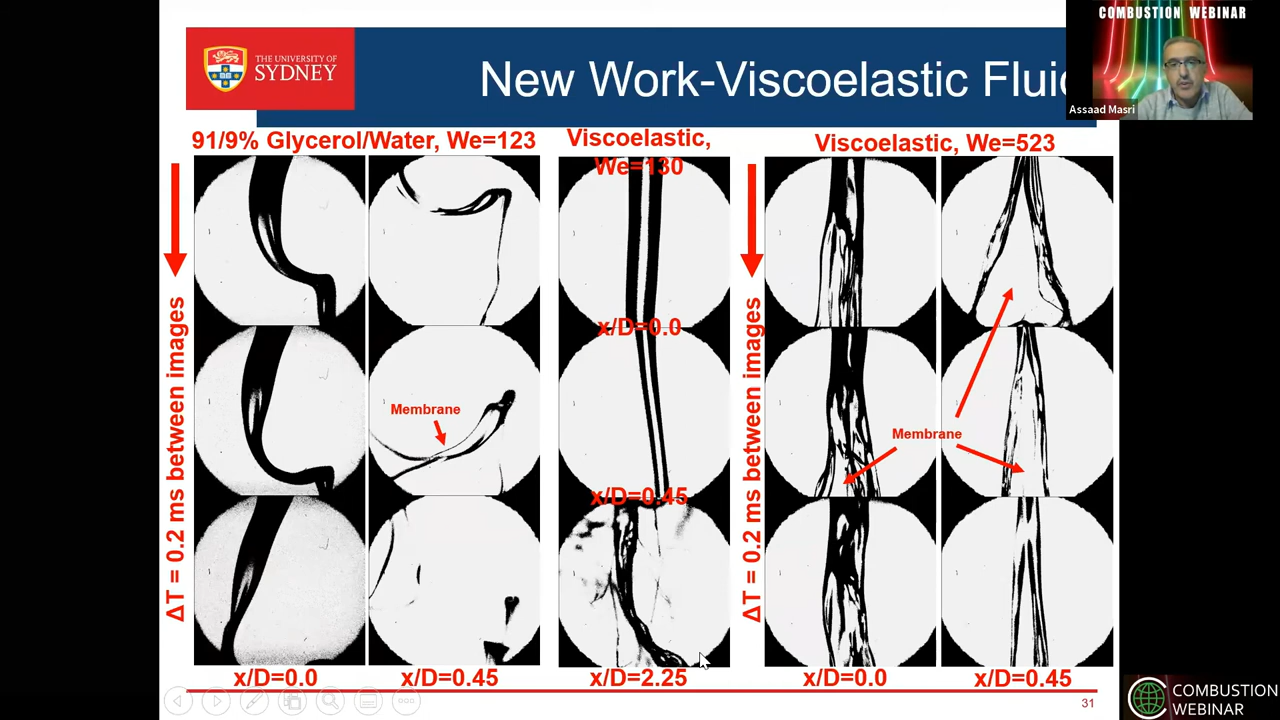 COMBUSTION WEBINAR
Assaad Masri
THE UNIVERSITY OF
SYDNEY
New Work-Viscoelastic Fluid
91/9% Glycerol/Water, We=123
Viscoelastic,
We=130
Viscoelastic, We=523
ΔT = 0.2 ms between images
Membrane
x/D=0.0
x/D=0.45
ΔT = 0.2 ms between images
Membrane
x/D=0.0
x/D=0.45
x/D=2.25
x/D=0.0
x/D=0.45
31
COMBUSTION
WEBINAR